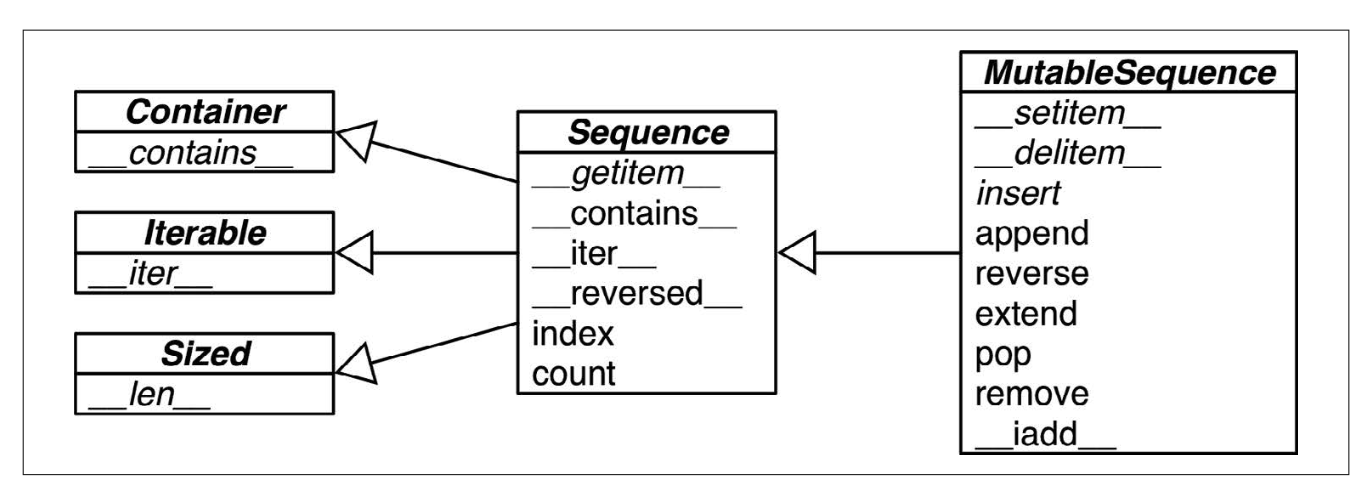 Container
__contains__
Iterable
__iter__
Sized
__len__
Sequence
__getitem__
__contains__
__iter__
__reversed__
index
count
MutableSequence
__setitem__
__delitem__
insert
append
reverse
extend
pop
remove
__iadd__